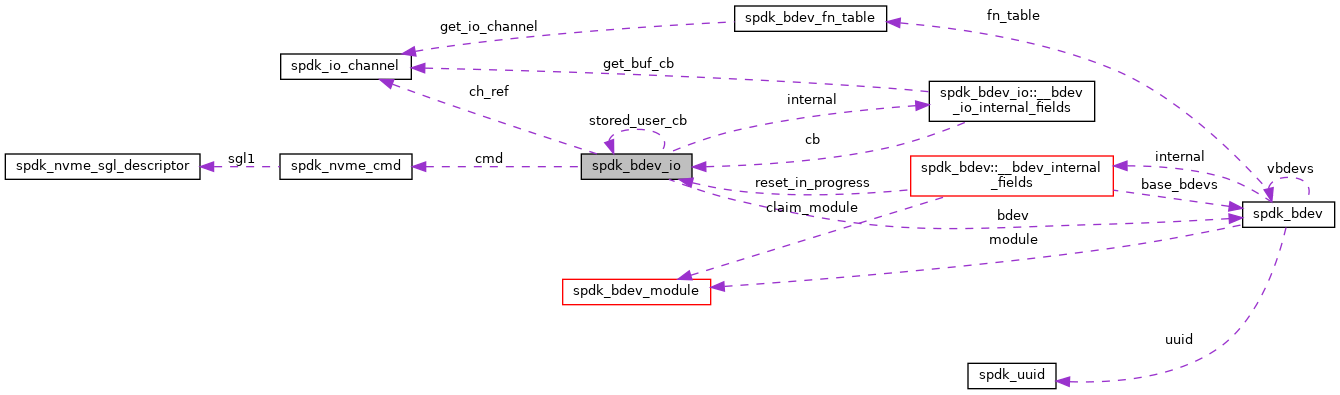 spdk_bdev_fn_table
fn_table
get_io_channel
spdk_io_channel
get_buf_cb
ch_ref
spdk_bdev_io::__bdev
_io_internal_fields
internal
stored_user_cb
cb
spdk_nvme_sgl_descriptor
sgl1
spdk_nvme_cmd
cmd
spdk_bdev_io
spdk_bdev::__bdev_internal
_fields
internal
vbdevs
reset_in_progress
base_bdevs
claim_module
bdev
spdk_bdev
module
spdk_bdev_module
uuid
spdk_uuid